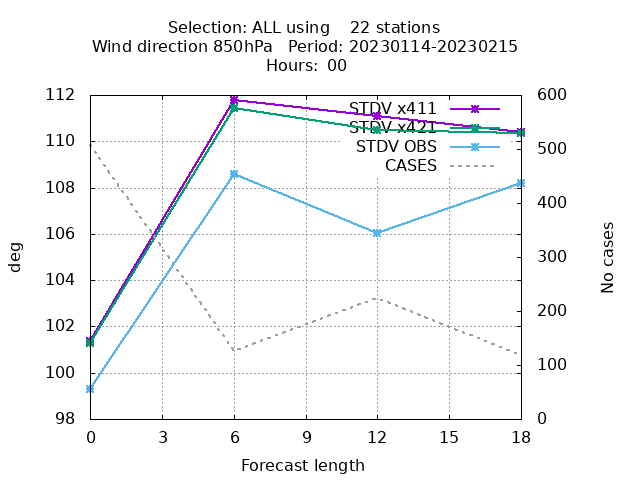 Selection: ALL using    22 stations
Wind direction 850hPa   Period: 20230114-20230215
Hours:  00
112
110
108
106
104
102
100
98
deg
600
500
400
300
200
100
0
No cases
STDV x411
STDV x421
STDV OBS
CASES
0 3 6 9 12 15 18
Forecast length